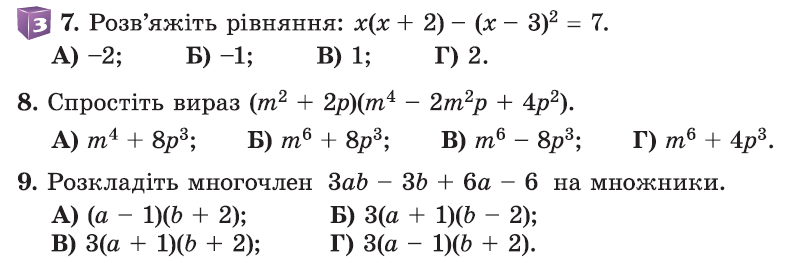 3 7. Розв’яжіть рівняння: x(x + 2) − (x − 3)² = 7.
А) −2; Б) −1; В) 1; Г) 2.
8. Спростіть вираз (m² + 2p)(m⁴ − 2m²p + 4p²).
А) m⁴ + 8p³; Б) m⁶ + 8p³; В) m⁶ − 8p³; Г) m⁶ + 4p³.
9. Розкладіть многочлен 3ab − 3b + 6a − 6 на множники.
А) (a − 1)(b + 2); Б) 3(a + 1)(b − 2);
В) 3(a + 1)(b + 2); Г) 3(a − 1)(b + 2).